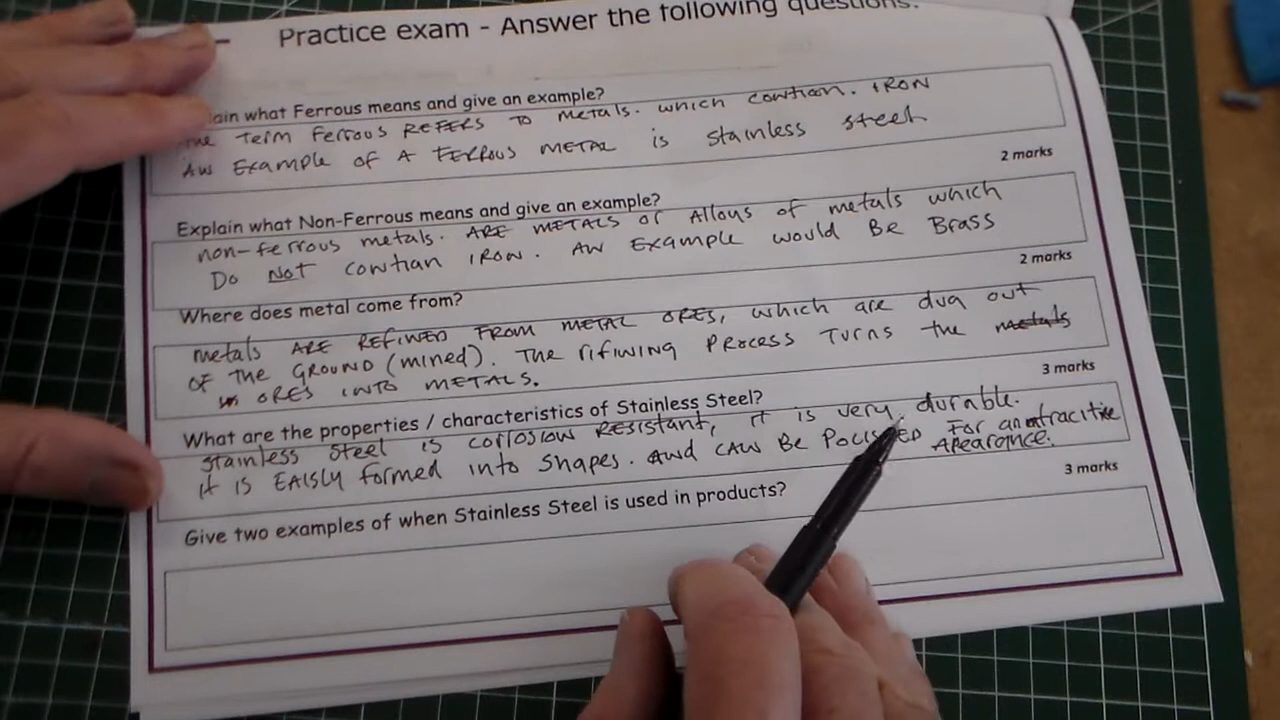 Practice exam - Answer the following questions.
what Ferrous means and give an example?
THE TERM FERROUS REFERS TO METALS. WHICH CONTIAN. IRON
AN EXAMPLE OF A FERROUS METAL is stainless steel
2 marks
Explain what Non-Ferrous means and give an example?
non-ferrous metals. ARE METALS or Alloys of metals which
Do NOT CONTIAN IRON. AN EXAMPLE would BE BRASS
2 marks
Where does metal come from?
metals ARE REFINED FROM METAL ORES, which are dug out
OF THE GROUND (mined). THE rifining PROCESS TURNS the metals
ORES INTO METALS.
3 marks
What are the properties / characteristics of Stainless Steel?
stainless steel is corrosion RESISTANT, it is very durable.
it is EAISLY formed into shapes. AND CAN BE POLISHED FOR an attracitive
APEARANCE.
3 marks
Give two examples of when Stainless Steel is used in products?